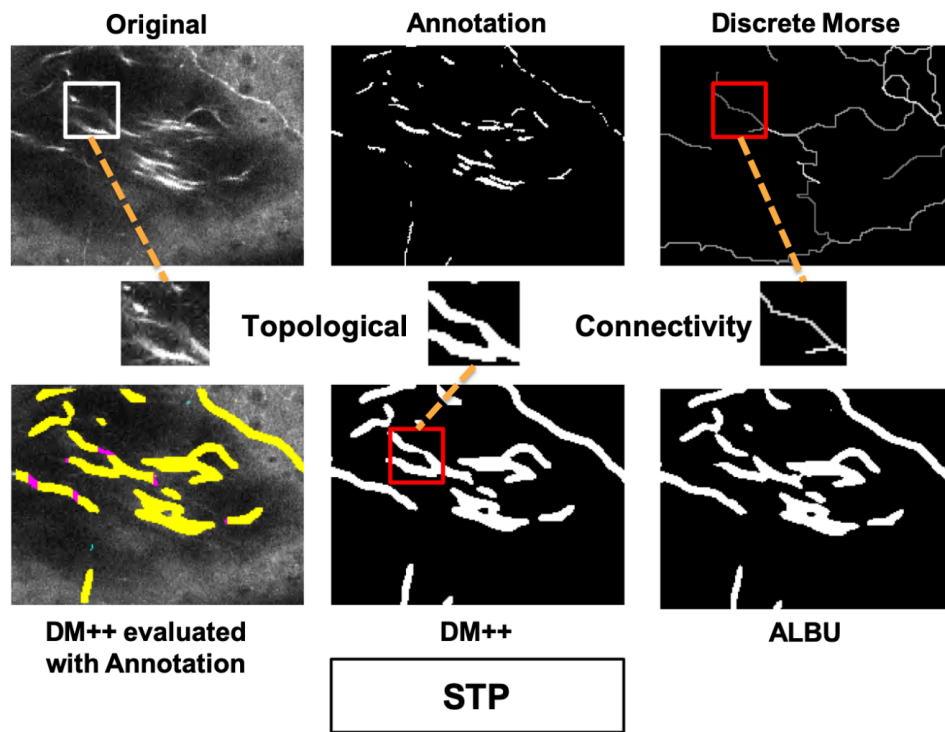 Original
Annotation
Discrete Morse
Topological
Connectivity
DM++ evaluated
with Annotation
DM++
ALBU
STP